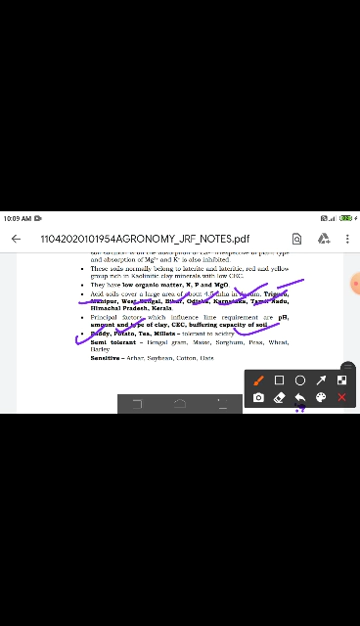 10:09 AM
11042020101954AGRONOMY_JRF_NOTES.pdf
and absorption of Mg²⁺ and K⁺ is also inhibited.
• These soils normally belong to laterite and lateritic, red and yellow
group rich in Kaolinic clay minerals with low CEC.
• They have low organic matter, N, P and MgO.
• Acid soils cover a large area of about 4.5mha in Assam, Tripura,
Manipur, West Bengal, Bihar, Odisha, Karnataka, Tamil Nadu,
Himachal Pradesh, Kerala.
• Principal factors which influence lime requirement are pH,
amount and type of clay, CEC, buffering capacity of soil.
• Paddy, Potato, Tea, Millets – tolerant to acidity
Semi tolerant – Bengal gram, Maize, Sorghum, Peas, Wheat,
Barley
Sensitive – Arhar, Soybean, Cotton, Oats